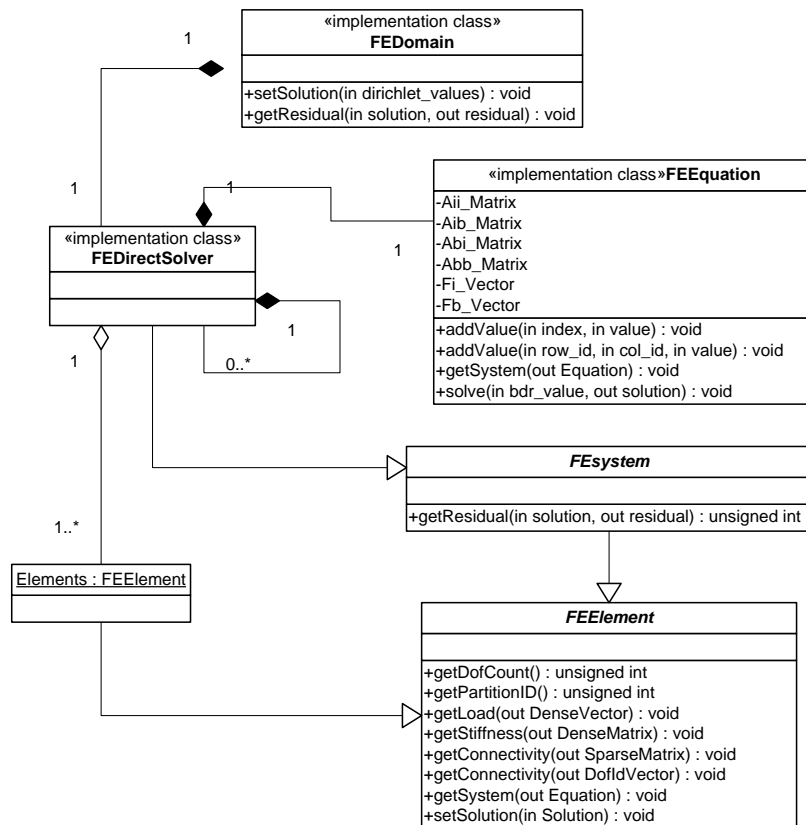 «implementation class»
FEDomain
+setSolution(in dirichlet_values) : void
+getResidual(in solution, out residual) : void
1
1
«implementation class»FEEquation
-Aii_Matrix
-Aib_Matrix
-Abi_Matrix
-Abb_Matrix
-Fi_Vector
-Fb_Vector
+addValue(in index, in value) : void
+addValue(in row_id, in col_id, in value) : void
+getSystem(out Equation) : void
+solve(in bdr_value, out solution) : void
1
1
«implementation class»
FEDirectSolver
1
0..*
1
1..*
FEsystem
+getResidual(in solution, out residual) : unsigned int
Elements : FEElement
FEElement
+getDofCount() : unsigned int
+getPartitionID() : unsigned int
+getLoad(out DenseVector) : void
+getStiffness(out DenseMatrix) : void
+getConnectivity(out SparseMatrix) : void
+getConnectivity(out DofIdVector) : void
+getSystem(out Equation) : void
+setSolution(in Solution) : void